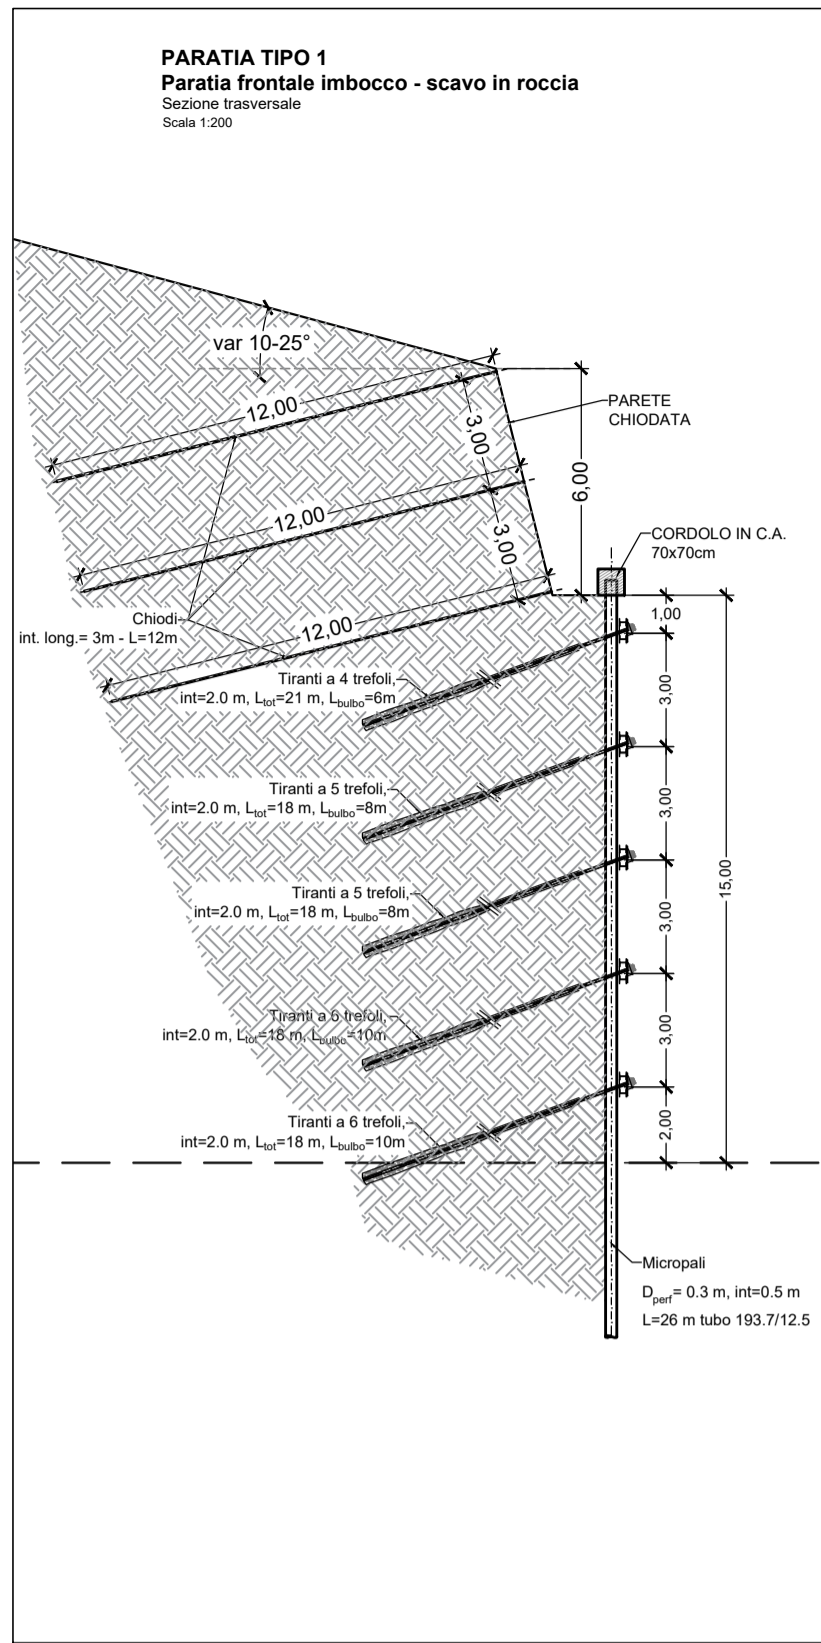 PARATIA TIPO 1
Paratia frontale imbocco - scavo in roccia
Sezione trasversale
Scala 1:200
var 10-25°
12,00
3,00
PARETE
CHIODATA
6,00
12,00
3,00
CORDOLO IN C.A.
70x70cm
Chiodi
int. long.= 3m - L=12m
12,00
1,00
Tiranti a 4 trefoli,
int=2.0 m, Ltot=21 m, Lbulbo=6m
3,00
Tiranti a 5 trefoli,
int=2.0 m, Ltot=18 m, Lbulbo=8m
3,00
15,00
Tiranti a 5 trefoli,
int=2.0 m, Ltot=18 m, Lbulbo=8m
3,00
Tiranti a 6 trefoli,
int=2.0 m, Ltot=18 m, Lbulbo=10m
3,00
Tiranti a 6 trefoli,
int=2.0 m, Ltot=18 m, Lbulbo=10m
2,00
Micropali
Dperf= 0.3 m, int=0.5 m
L=26 m tubo 193.7/12.5